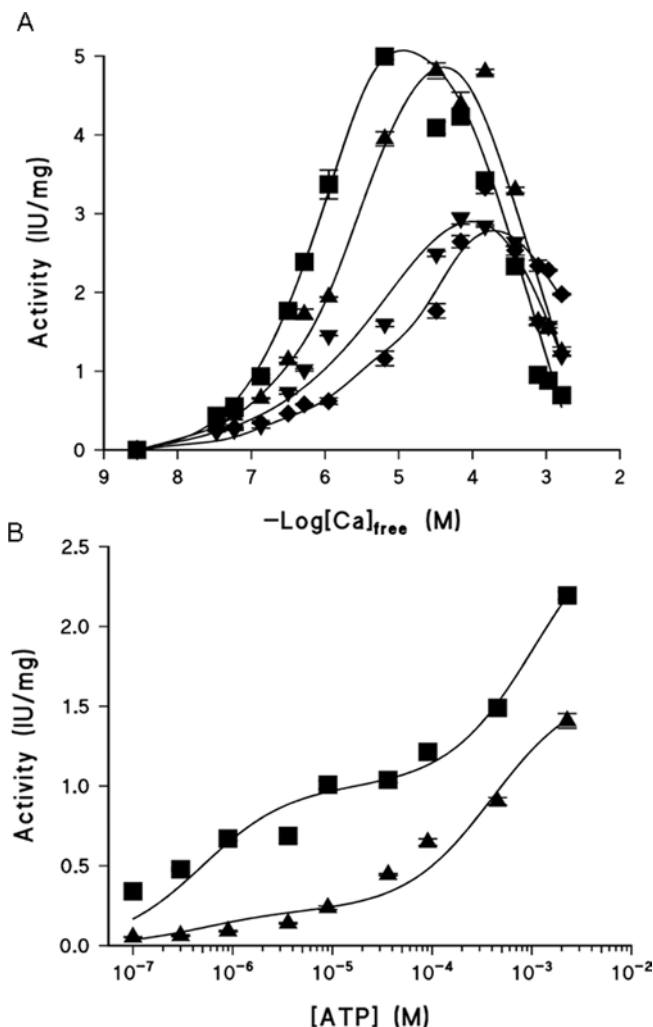 A
5
4
3
2
1
0
Activity (IU/mg)
9 8 7 6 5 4 3 2
−Log[Ca]free (M)
B
2.5
2.0
1.5
1.0
0.5
0.0
Activity (IU/mg)
10−7 10−6 10−5 10−4 10−3 10−2
[ATP] (M)